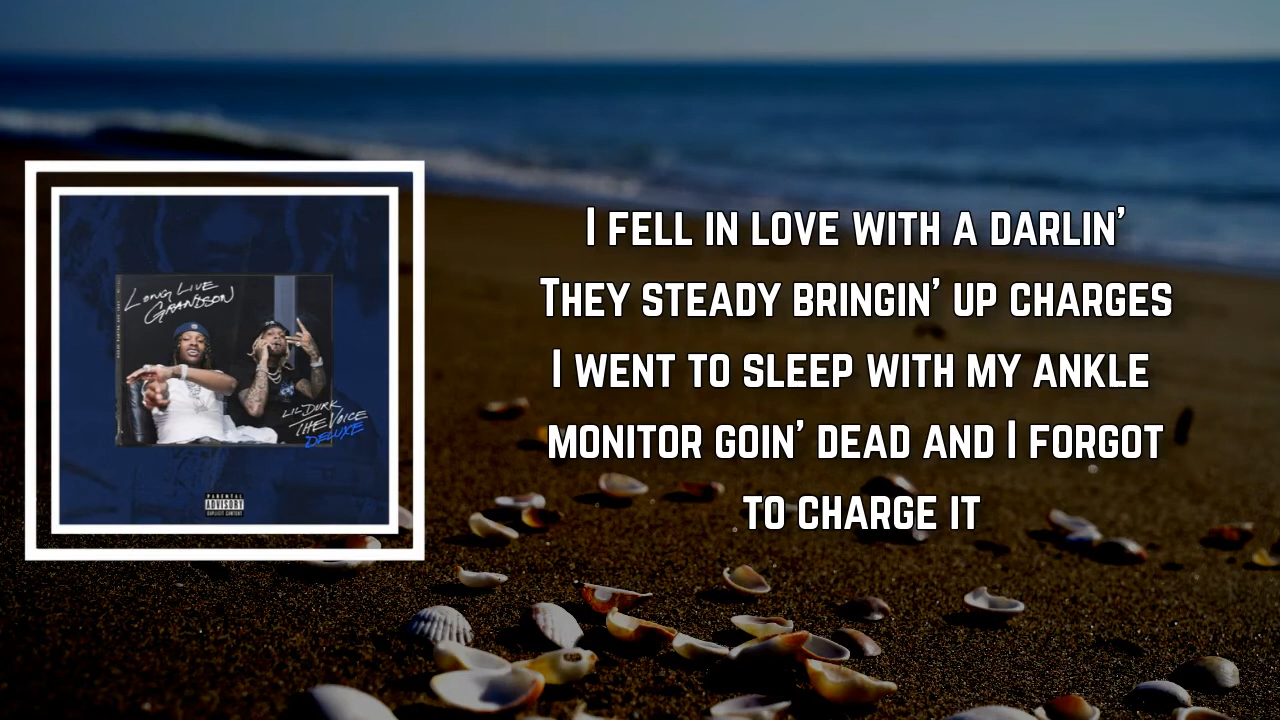 LONG LIVE
GRANDSON
LIL DURK
THE VOICE
DELUXE
PARENTAL
ADVISORY
EXPLICIT CONTENT
I FELL IN LOVE WITH A DARLIN'
THEY STEADY BRINGIN' UP CHARGES
I WENT TO SLEEP WITH MY ANKLE
MONITOR GOIN' DEAD AND I FORGOT
TO CHARGE IT